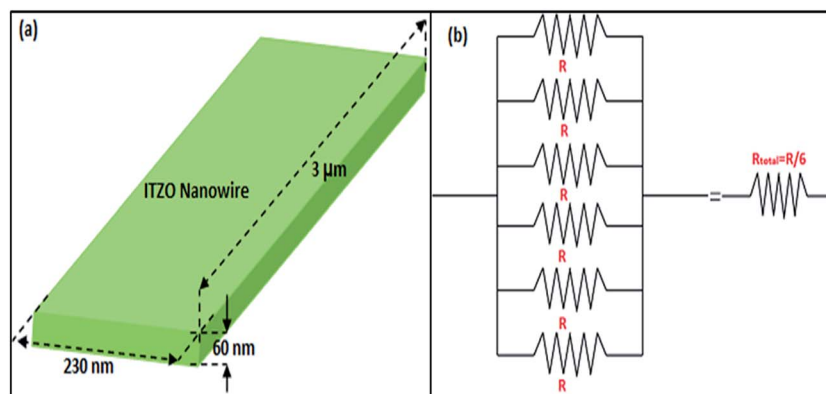 (a)
ITZO Nanowire
3 µm
60 nm
230 nm
(b)
R
R
R
R
R
R
Rtotal=R/6
=